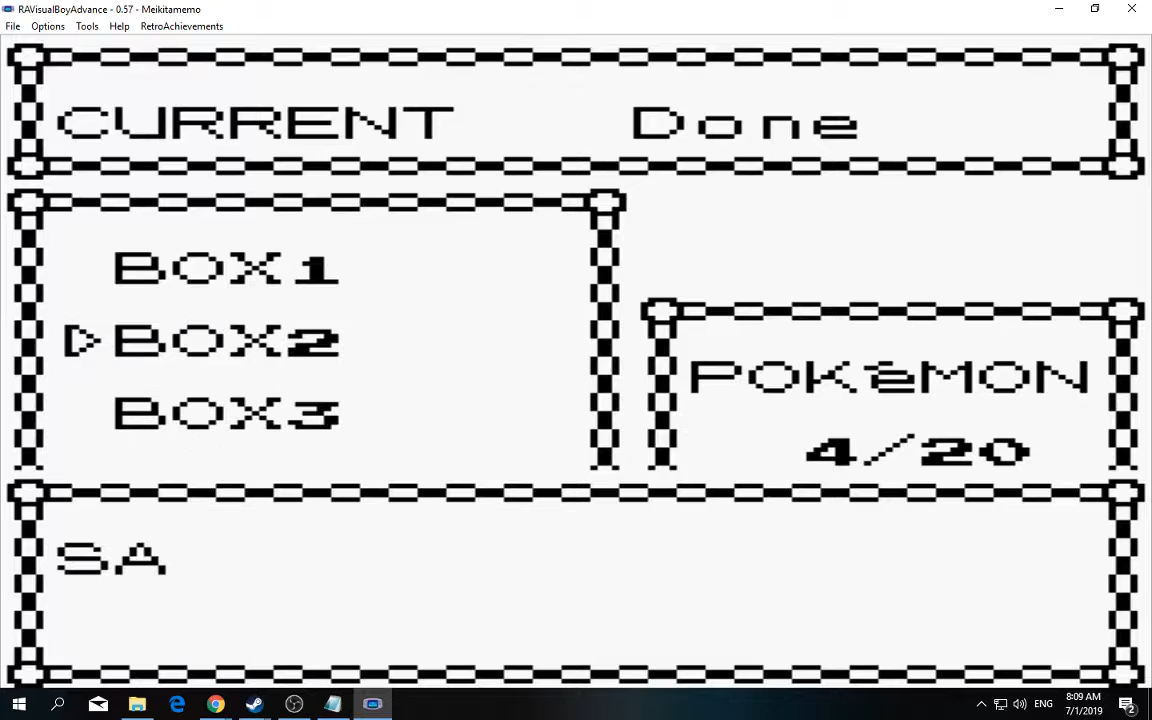 RAVisualBoyAdvance - 0.57 - Meikitamemo
File Options Tools Help RetroAchievements
CURRENT Done
BOX1
BOX2
BOX3
POKéMON
4/20
SA
ENG
8:09 AM
7/1/2019
2